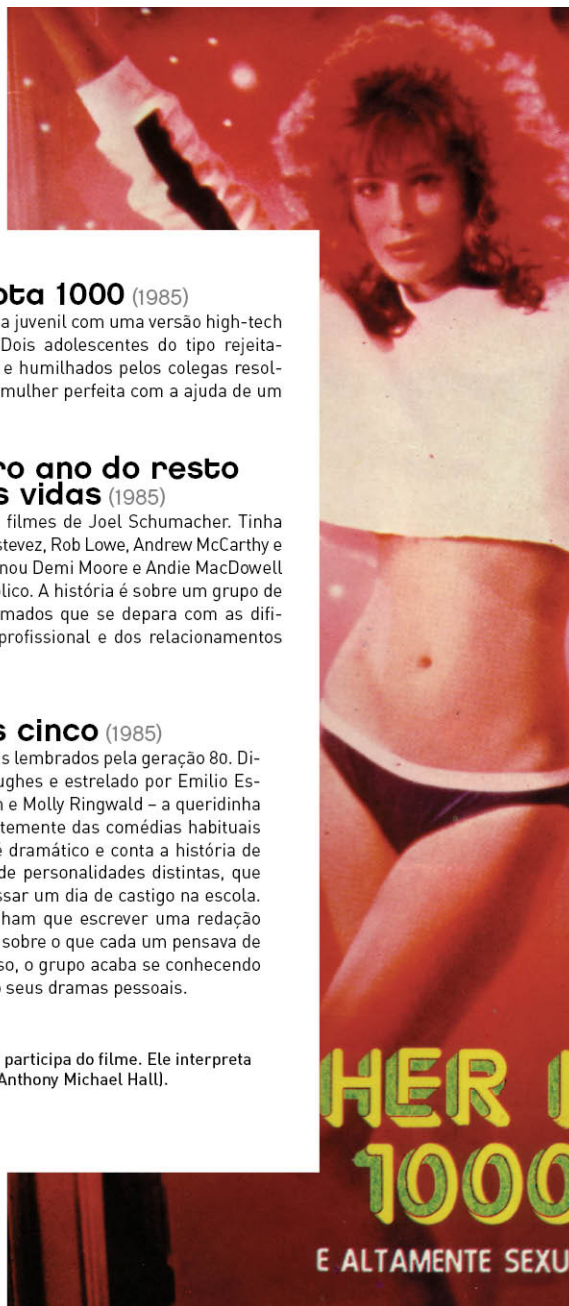 ota 1000 (1985)
a juvenil com uma versão high-tech
Dois adolescentes do tipo rejeita-
e humilhados pelos colegas resol-
mulher perfeita com a ajuda de um
ro ano do resto
s vidas (1985)
filmes de Joel Schumacher. Tinha
stevez, Rob Lowe, Andrew McCarthy e
nou Demi Moore e Andie MacDowell
olico. A história é sobre um grupo de
mados que se depara com as difi-
profissional e dos relacionamentos
s cinco (1985)
s lembrados pela geração 80. Di-
ughes e estrelado por Emilio Es-
n e Molly Ringwald – a queridinha
temente das comédias habituais
é dramático e conta a história de
de personalidades distintas, que
ssar um dia de castigo na escola.
ham que escrever uma redação
sobre o que cada um pensava de
so, o grupo acaba se conhecendo
o seus dramas pessoais.
participa do filme. Ele interpreta
Anthony Michael Hall).
HER
1000
E ALTAMENTE SEXU